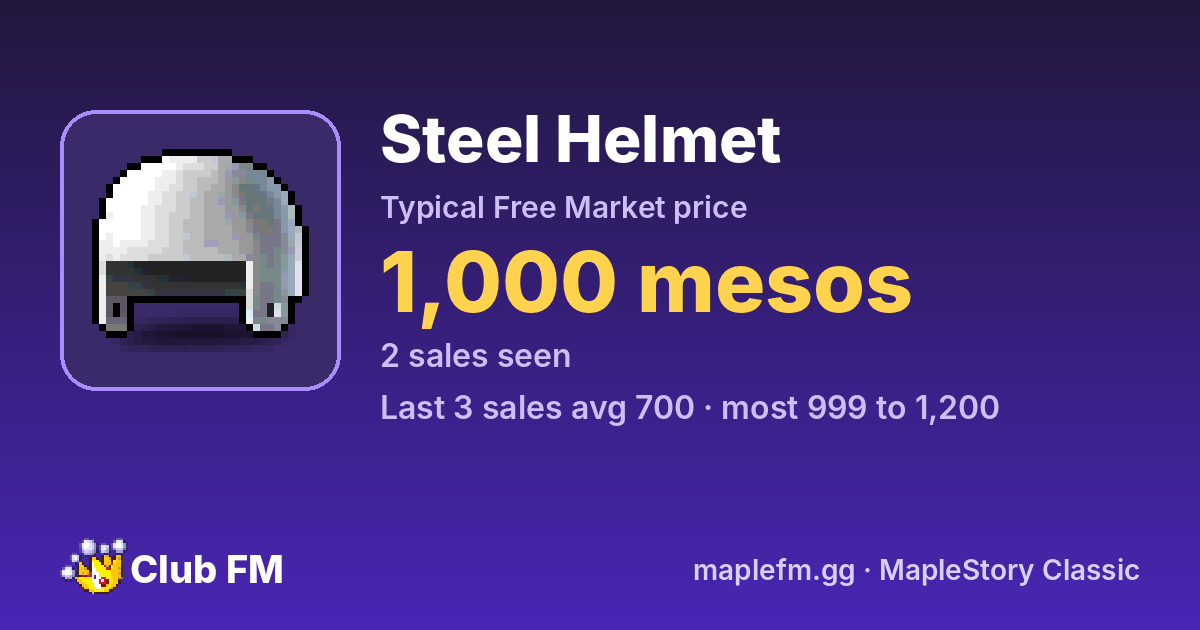 Steel Helmet
Typical Free Market price
1,000 mesos
2 sales seen
Last 3 sales avg 700 · most 999 to 1,200
Club FM
maplefm.gg · MapleStory Classic